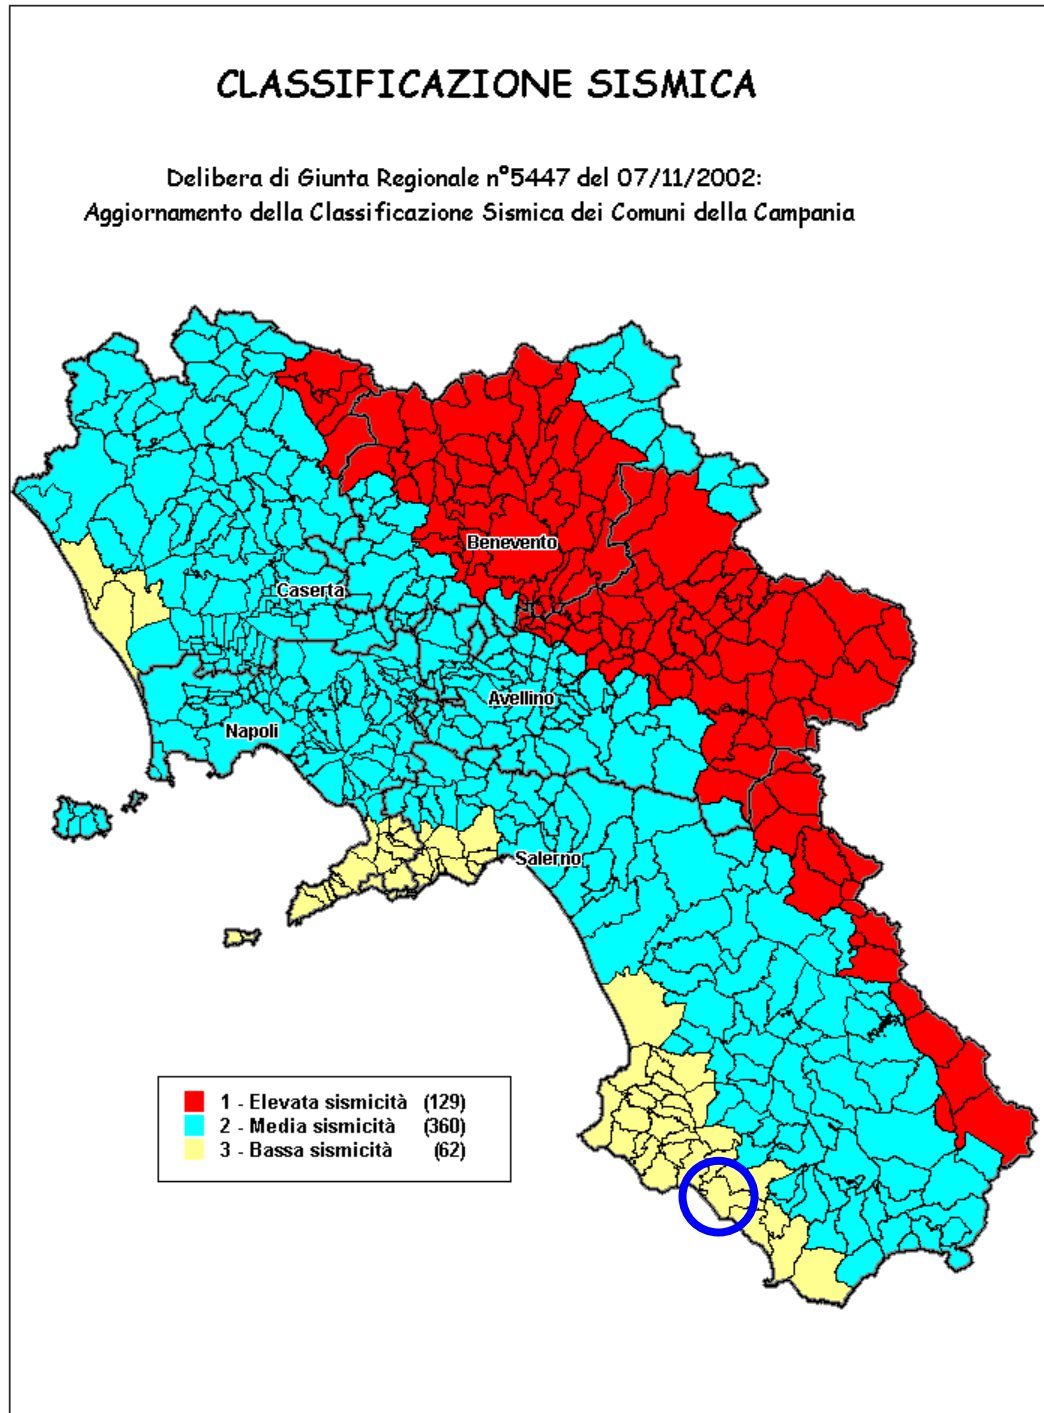 CLASSIFICAZIONE SISMICA
Delibera di Giunta Regionale n°5447 del 07/11/2002:
Aggiornamento della Classificazione Sismica dei Comuni della Campania
Benevento
Caserta
Avellino
Napoli
Salerno
1 - Elevata sismicità (129)
2 - Media sismicità (360)
3 - Bassa sismicità (62)